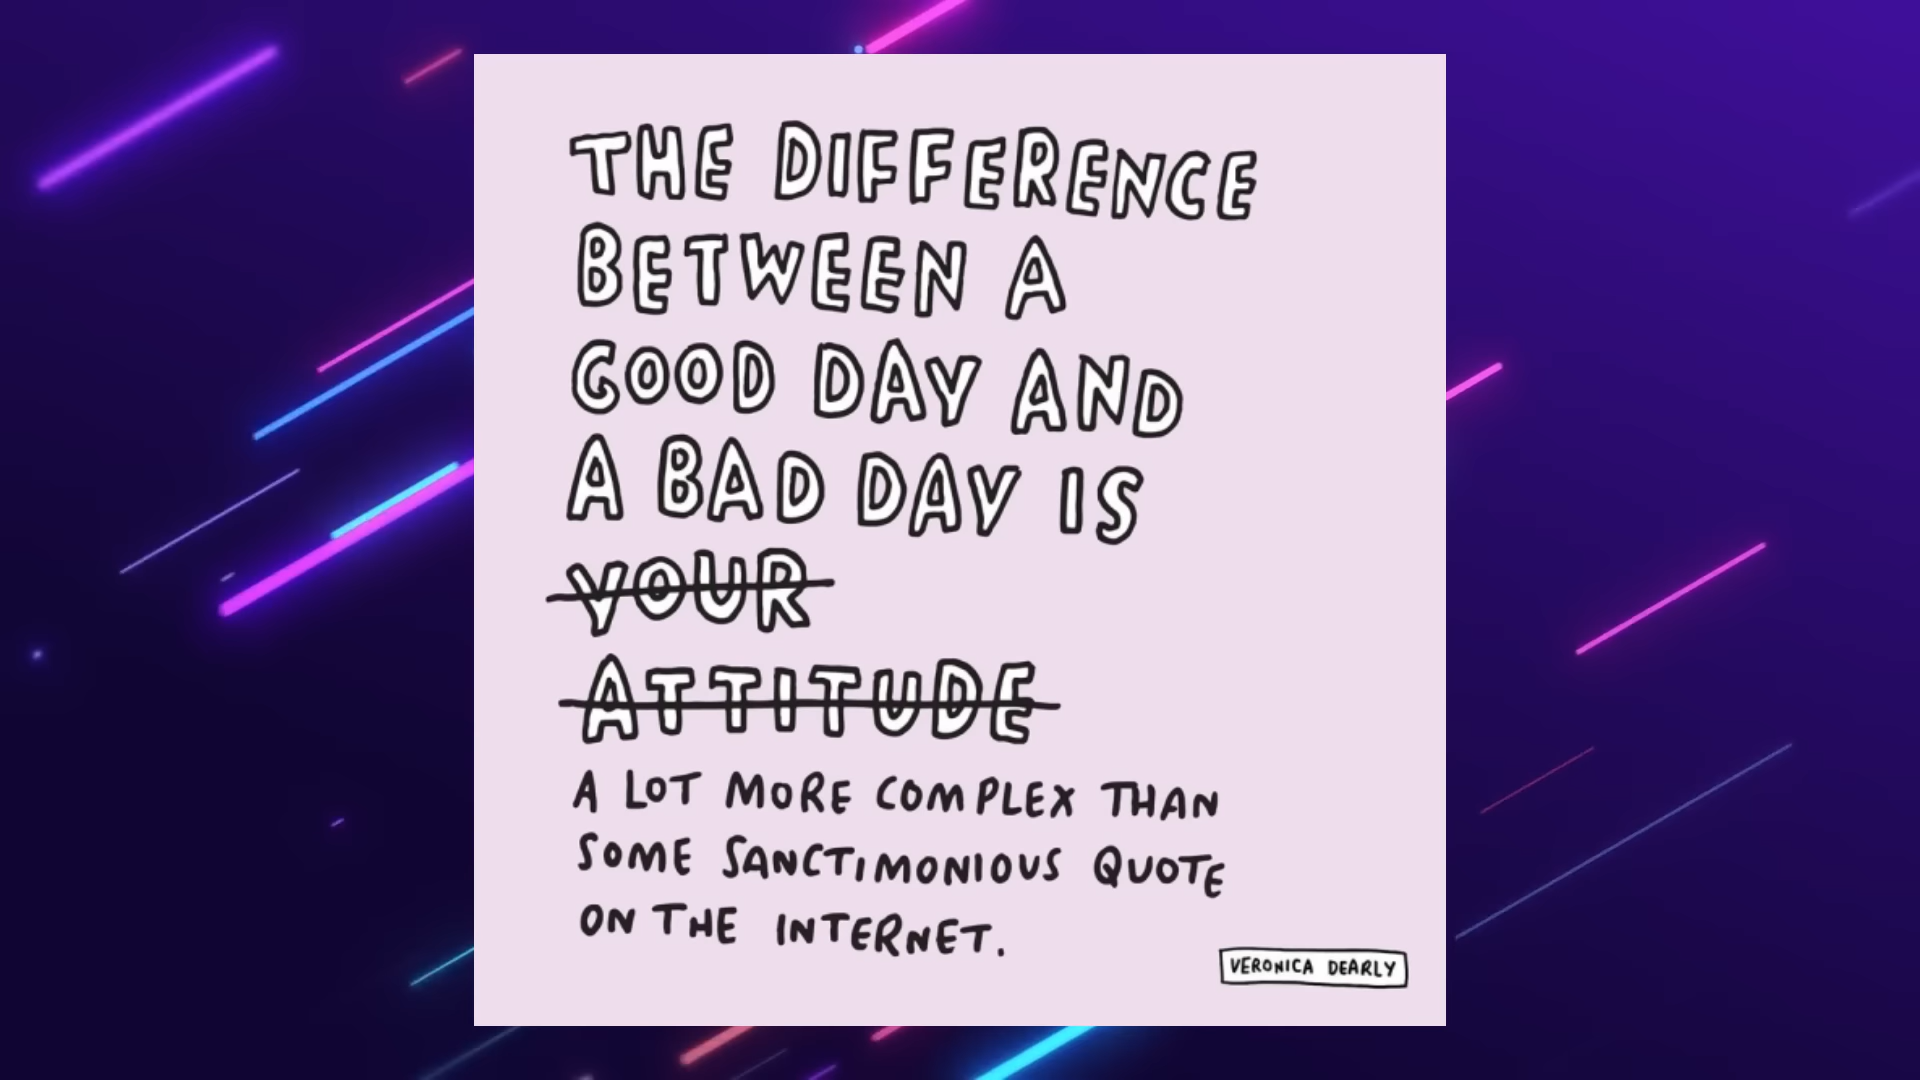 THE DIFFERENCE
BETWEEN A
GOOD DAY AND
A BAD DAY IS
YOUR
ATTITUDE
A LOT MORE COMPLEX THAN
SOME SANCTIMONIOUS QUOTE
ON THE INTERNET.
VERONICA DEARLY